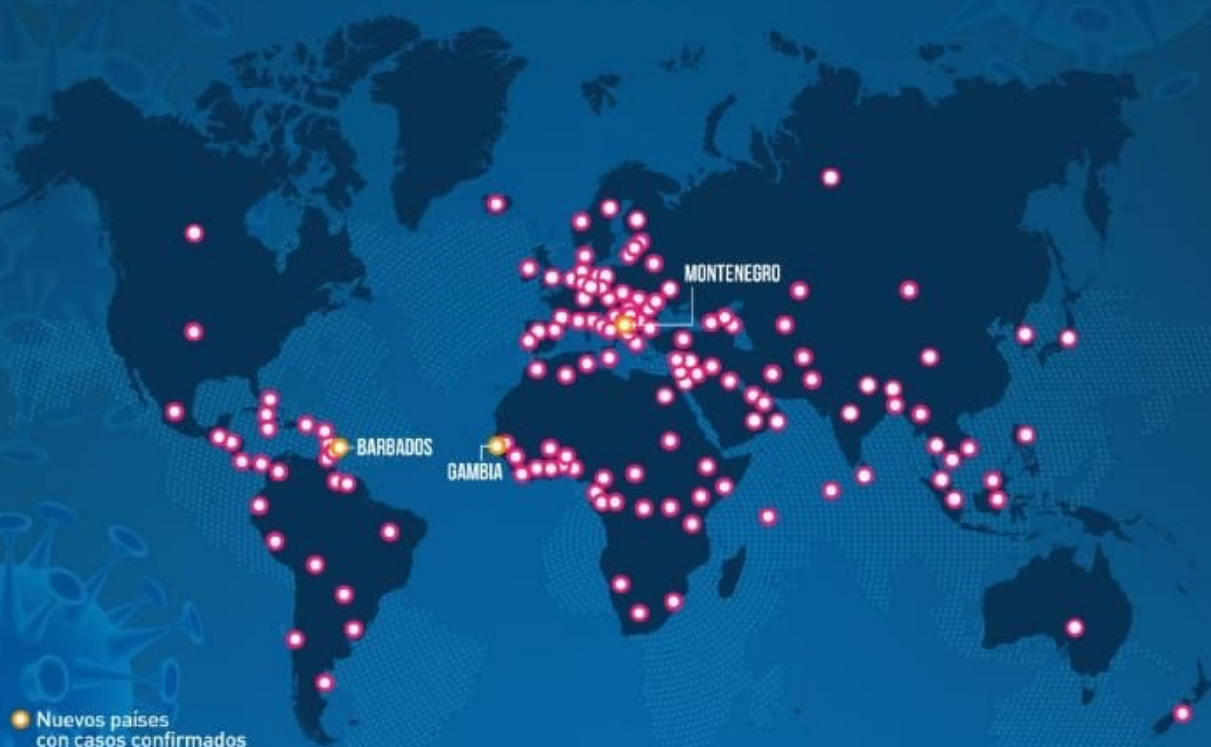 MONTENEGRO
BARBADOS
GAMBIA
Nuevos países
con casos confirmados